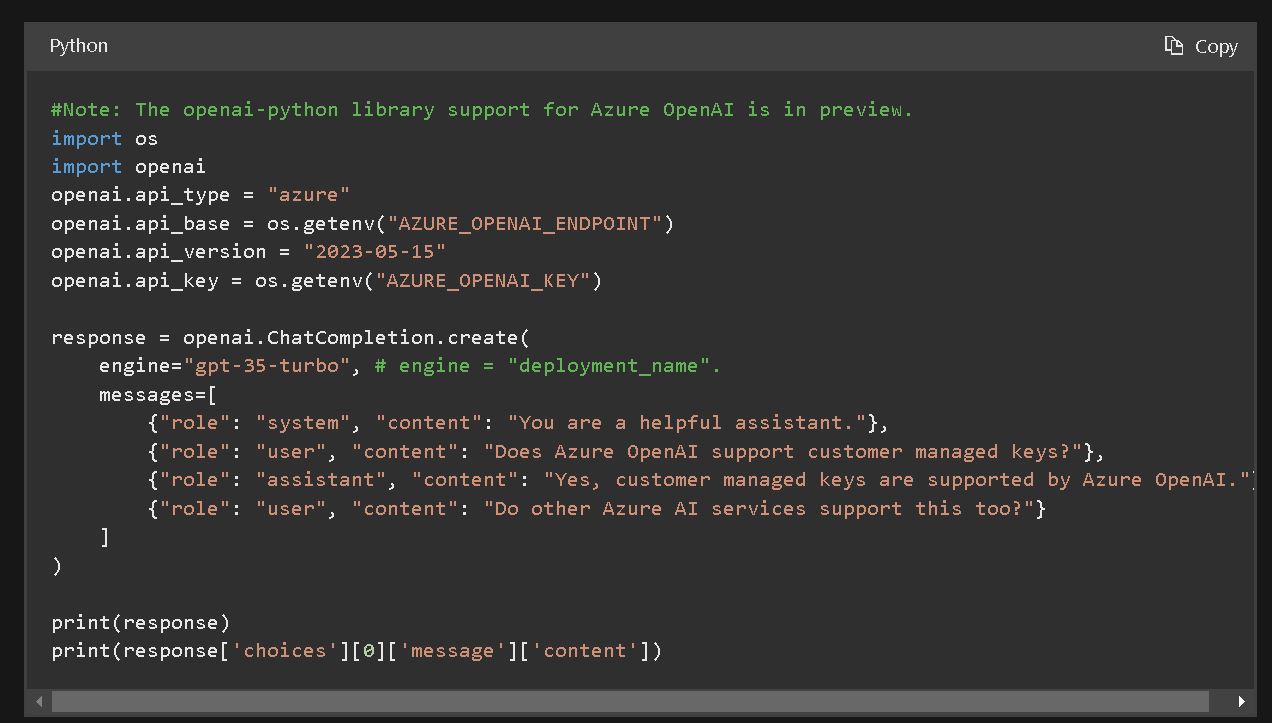 Python
Copy
#Note: The openai-python library support for Azure OpenAI is in preview.
import os
import openai
openai.api_type = "azure"
openai.api_base = os.getenv("AZURE_OPENAI_ENDPOINT")
openai.api_version = "2023-05-15"
openai.api_key = os.getenv("AZURE_OPENAI_KEY")

response = openai.ChatCompletion.create(
    engine="gpt-35-turbo", # engine = "deployment_name".
    messages=[
        {"role": "system", "content": "You are a helpful assistant."},
        {"role": "user", "content": "Does Azure OpenAI support customer managed keys?"},
        {"role": "assistant", "content": "Yes, customer managed keys are supported by Azure OpenAI."}
        {"role": "user", "content": "Do other Azure AI services support this too?"}
    ]
)

print(response)
print(response['choices'][0]['message']['content'])